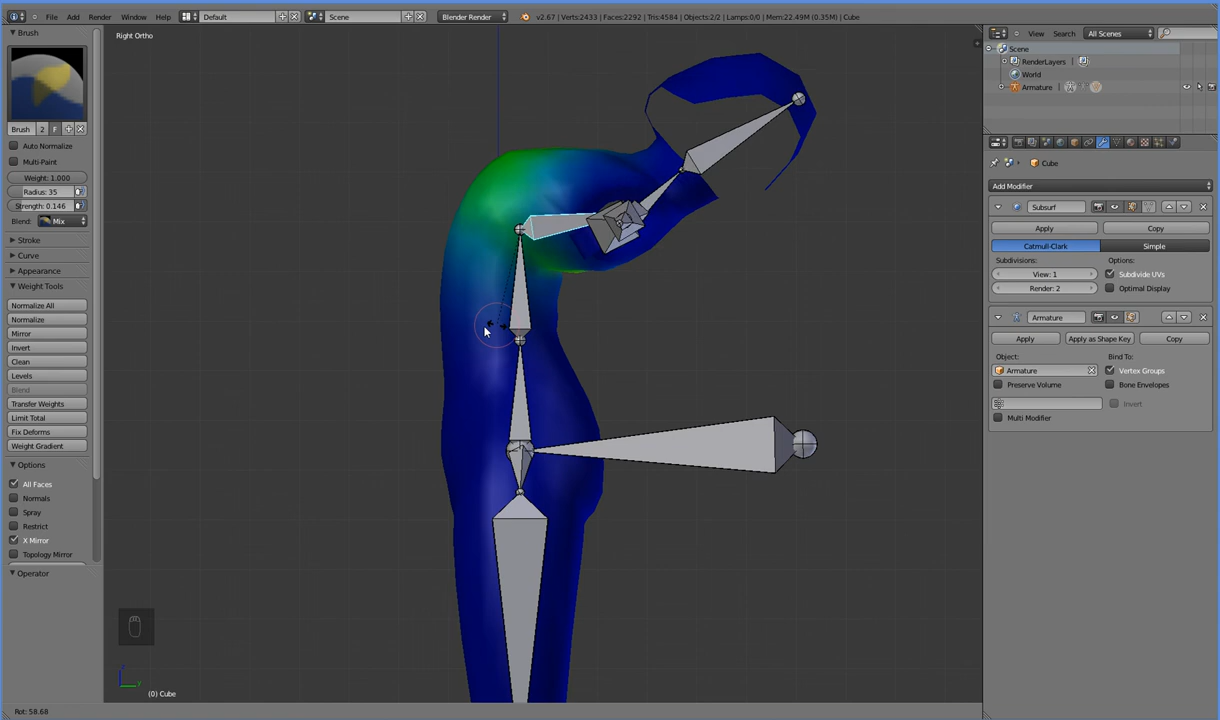 File Add Render Window Help Default Scene Blender Render v2.67 | Verts:2433 | Faces:2292 | Tris:4584 | Objects:2/2 | Lamps:0/0 | Mem:22.49M (0.35M) | Cube
Brush
Brush 2 F
Auto Normalize
Multi-Paint
Weight: 1.000
Radius: 35
Strength: 0.146
Blend: Mix
Stroke
Curve
Appearance
Weight Tools
Normalize All
Normalize
Mirror
Invert
Clean
Levels
Blend
Transfer Weights
Limit Total
Fix Deforms
Weight Gradient
Options
All Faces
Normals
Spray
Restrict
X Mirror
Topology Mirror
Operator
Right Ortho
(0) Cube
Rot: 58.68
View Search All Scenes
Scene
RenderLayers
World
Armature
Cube
Add Modifier
Subsurf
Apply Copy
Catmull-Clark Simple
Subdivisions: Options:
View: 1 Subdivide UVs
Render: 2 Optimal Display
Armature
Apply Apply as Shape Key Copy
Object: Bind To:
Armature Vertex Groups
Preserve Volume Bone Envelopes
Invert
Multi Modifier